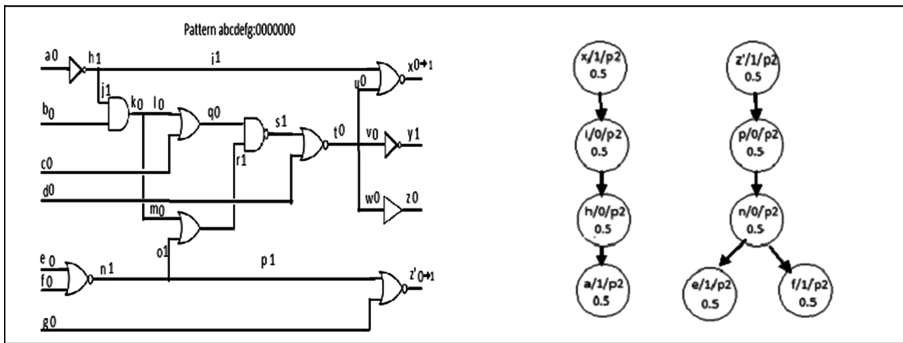 Pattern abcdefg:0000000
a0
h1
i1
x0→1
j1
u0
b0
k0
l0
q0
s1
t0
v0
y1
r1
c0
d0
w0
z0
m0
o1
e0
n1
p1
f0
z'0→1
g0
x/1/p2
0.5
i/0/p2
0.5
h/0/p2
0.5
a/1/p2
0.5
z'/1/p2
0.5
p/0/p2
0.5
n/0/p2
0.5
e/1/p2
0.5
f/1/p2
0.5